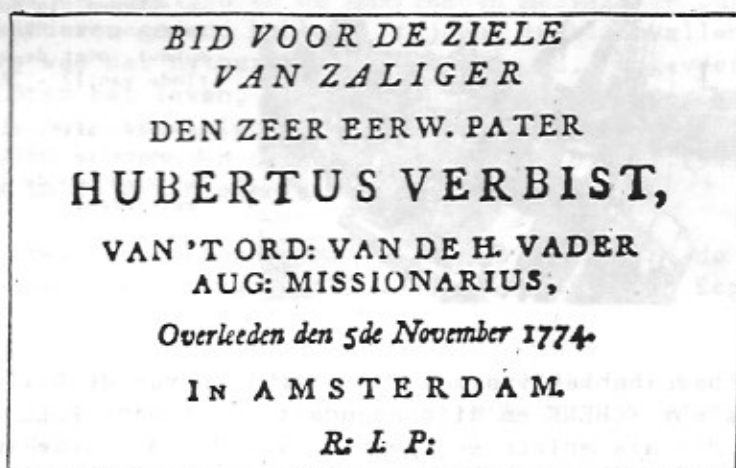 BID VOOR DE ZIELE
VAN ZALIGER
DEN ZEER EERW. PATER
HUBERTUS VERBIST,
VAN 'T ORD: VAN DE H. VADER
AUG: MISSIONARIUS,
Overleeden den 5de November 1774.
IN AMSTERDAM.
R: I. P: